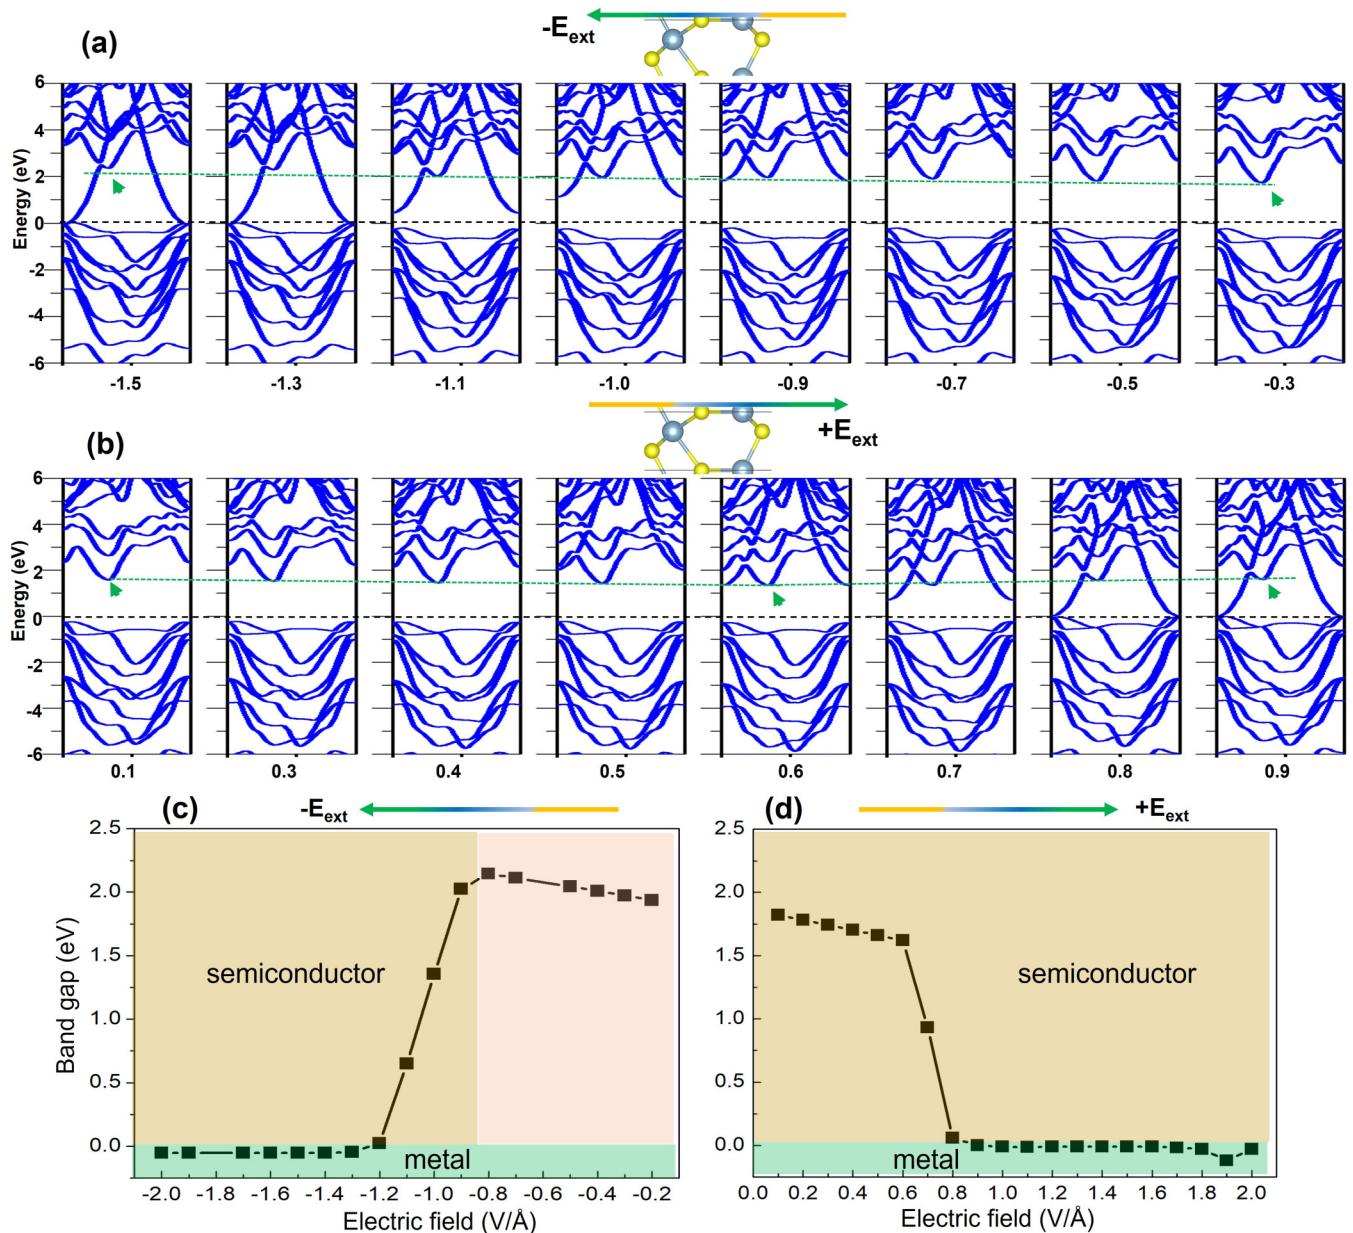 (a)
-Eext
Energy (eV)
6
4
2
0
-2
-4
-6
-1.5 -1.3 -1.1 -1.0 -0.9 -0.7 -0.5 -0.3
(b)
+Eext
Energy (eV)
6
4
2
0
-2
-4
-6
0.1 0.3 0.4 0.5 0.6 0.7 0.8 0.9
(c)
-Eext
Band gap (eV)
2.5
2.0
1.5
1.0
0.5
0.0
semiconductor
metal
-2.0 -1.8 -1.6 -1.4 -1.2 -1.0 -0.8 -0.6 -0.4 -0.2
Electric field (V/Å)
(d)
+Eext
2.5
2.0
1.5
1.0
0.5
0.0
semiconductor
metal
0.0 0.2 0.4 0.6 0.8 1.0 1.2 1.4 1.6 1.8 2.0
Electric field (V/Å)